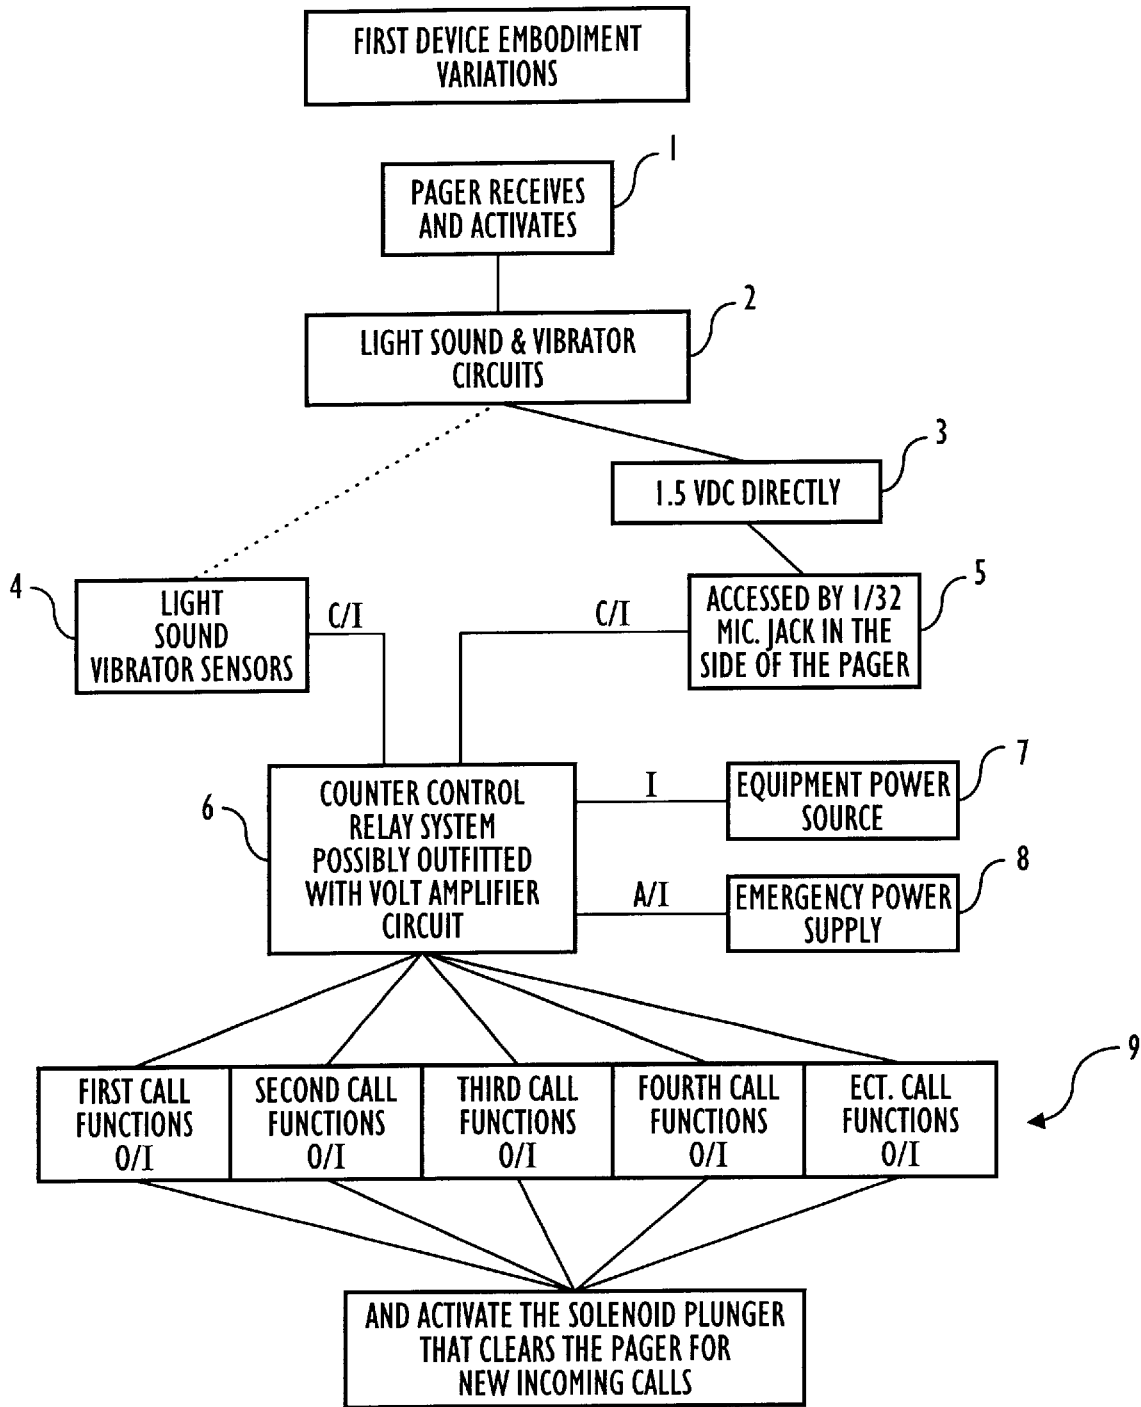 FIRST DEVICE EMBODIMENT
VARIATIONS
1
PAGER RECEIVES
AND ACTIVATES
2
LIGHT SOUND & VIBRATOR
CIRCUITS
3
1.5 VDC DIRECTLY
4
LIGHT
SOUND
VIBRATOR SENSORS
C/I
C/I
5
ACCESSED BY 1/32
MIC. JACK IN THE
SIDE OF THE PAGER
6
COUNTER CONTROL
RELAY SYSTEM
POSSIBLY OUTFITTED
WITH VOLT AMPLIFIER
CIRCUIT
I
7
EQUIPMENT POWER
SOURCE
A/I
8
EMERGENCY POWER
SUPPLY
9
FIRST CALL
FUNCTIONS
O/I
SECOND CALL
FUNCTIONS
O/I
THIRD CALL
FUNCTIONS
O/I
FOURTH CALL
FUNCTIONS
O/I
ECT. CALL
FUNCTIONS
O/I
AND ACTIVATE THE SOLENOID PLUNGER
THAT CLEARS THE PAGER FOR
NEW INCOMING CALLS